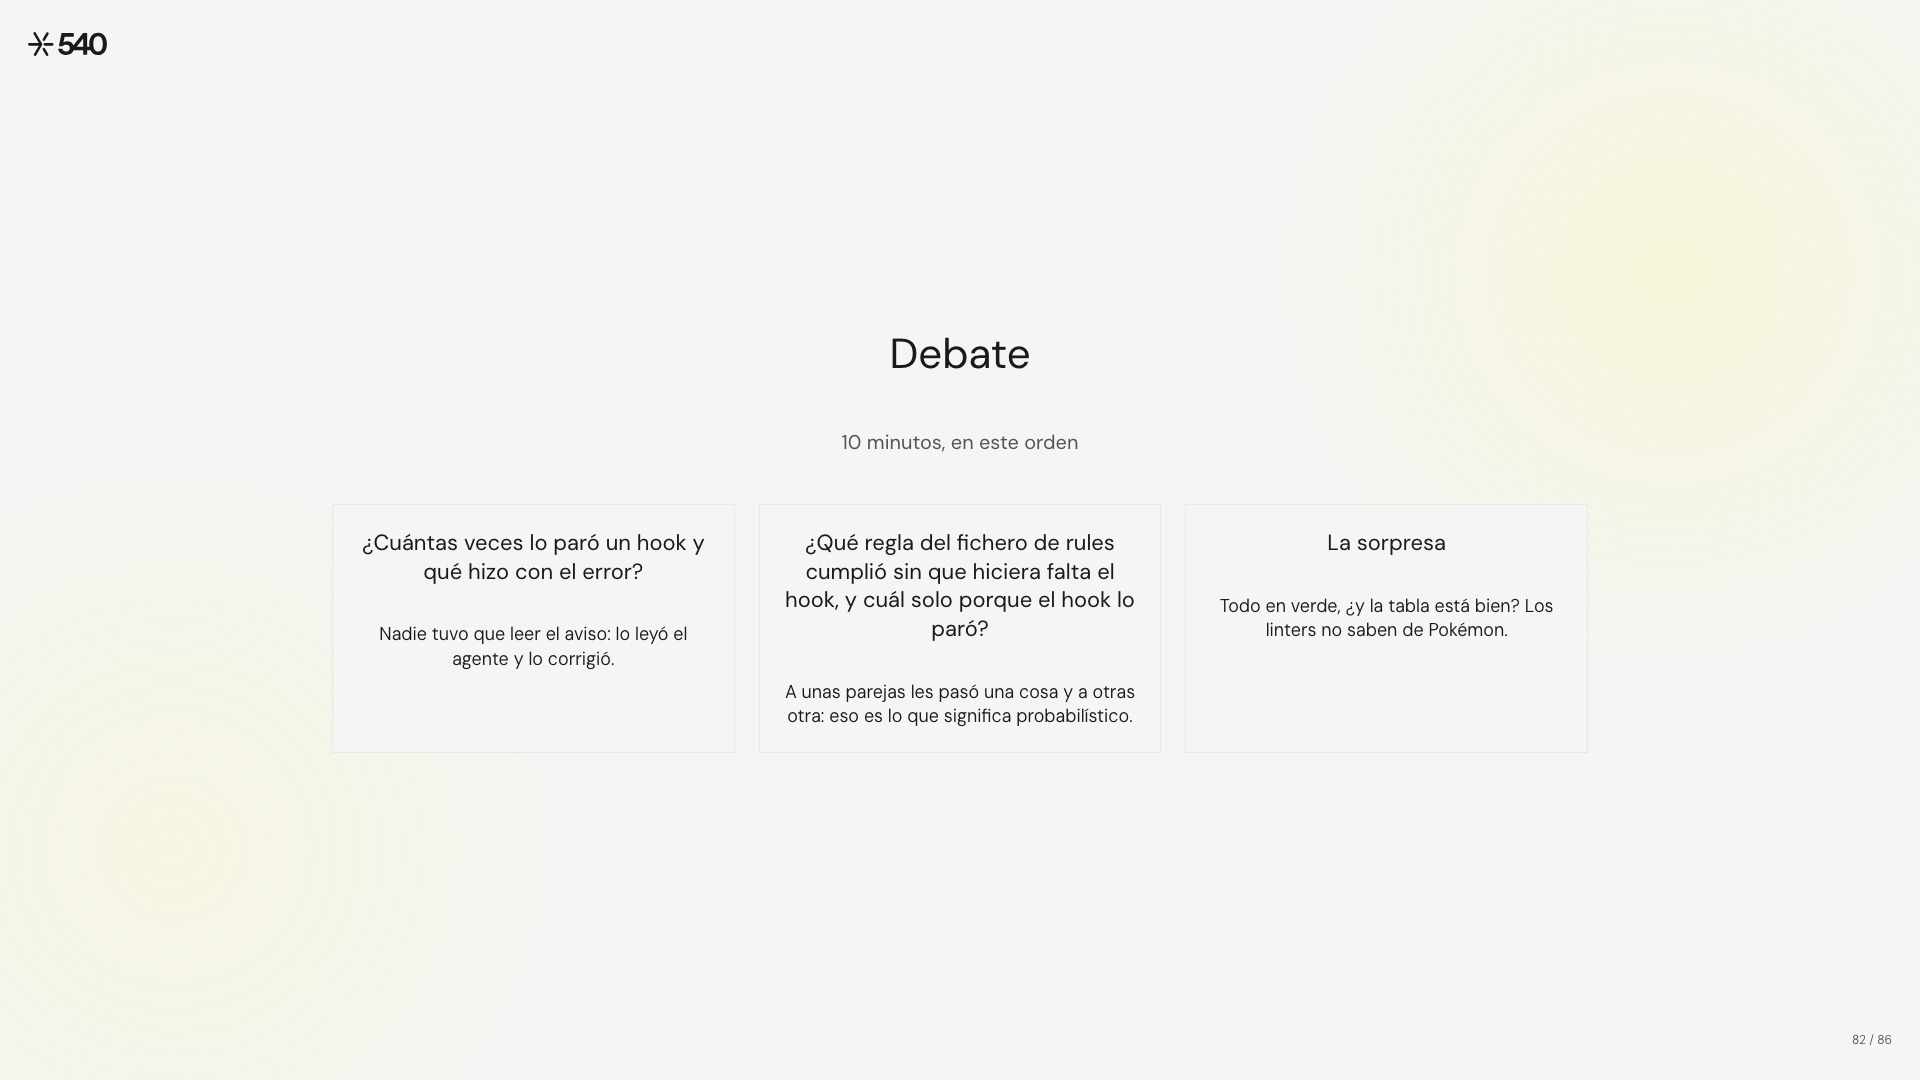 540
Debate
10 minutos, en este orden
¿Cuántas veces lo paró un hook y
qué hizo con el error?
Nadie tuvo que leer el aviso: lo leyó el
agente y lo corrigió.
¿Qué regla del fichero de rules
cumplió sin que hiciera falta el
hook, y cuál solo porque el hook lo
paró?
A unas parejas les pasó una cosa y a otras
otra: eso es lo que significa probabilístico.
La sorpresa
Todo en verde, ¿y la tabla está bien? Los
linters no saben de Pokémon.
82 / 86